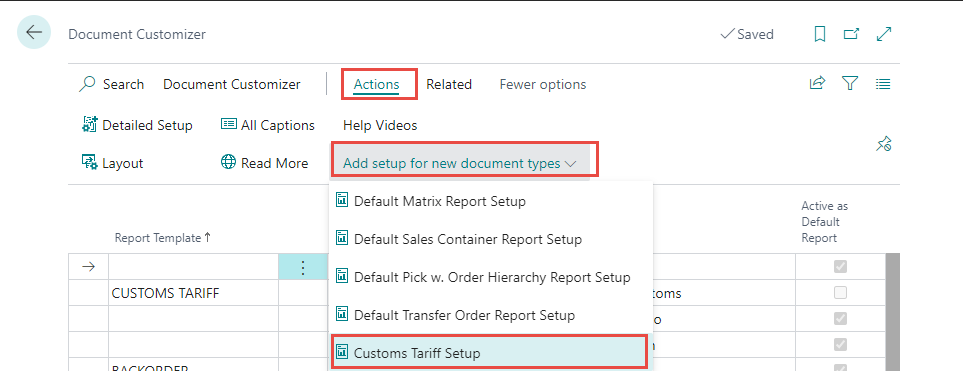 Document Customizer
Saved
Search Document Customizer Actions Related Fewer options
Detailed Setup All Captions Help Videos
Layout Read More Add setup for new document types
Default Matrix Report Setup
Default Sales Container Report Setup
Default Pick w. Order Hierarchy Report Setup
Default Transfer Order Report Setup
Customs Tariff Setup
Report Template ↑
Active as
Default
Report
CUSTOMS TARIFF
toms
o
BACKORDER